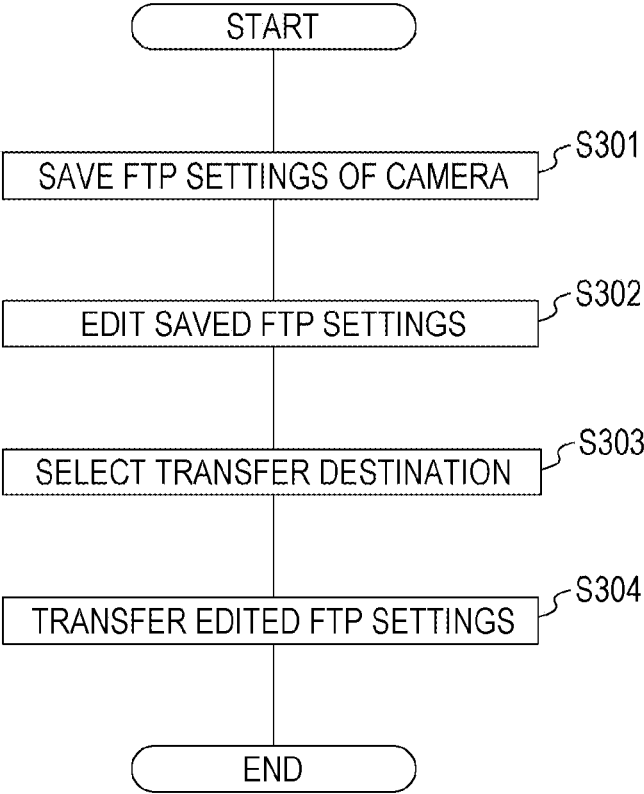 START
S301
SAVE FTP SETTINGS OF CAMERA
S302
EDIT SAVED FTP SETTINGS
S303
SELECT TRANSFER DESTINATION
S304
TRANSFER EDITED FTP SETTINGS
END